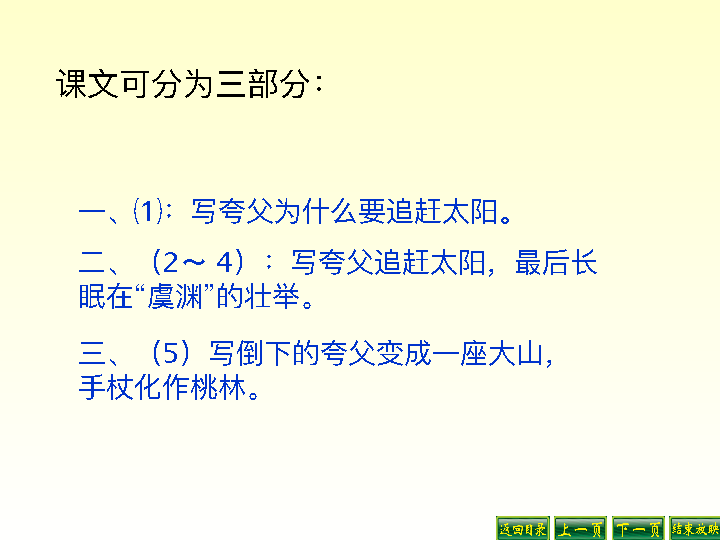 课文可分为三部分：
一、⑴：写夸父为什么要追赶太阳。
二、（2～ 4）：写夸父追赶太阳，最后长
眠在“虞渊”的壮举。
三、（5）写倒下的夸父变成一座大山，
手杖化作桃林。
返回目录 上一页 下一页 结束放映